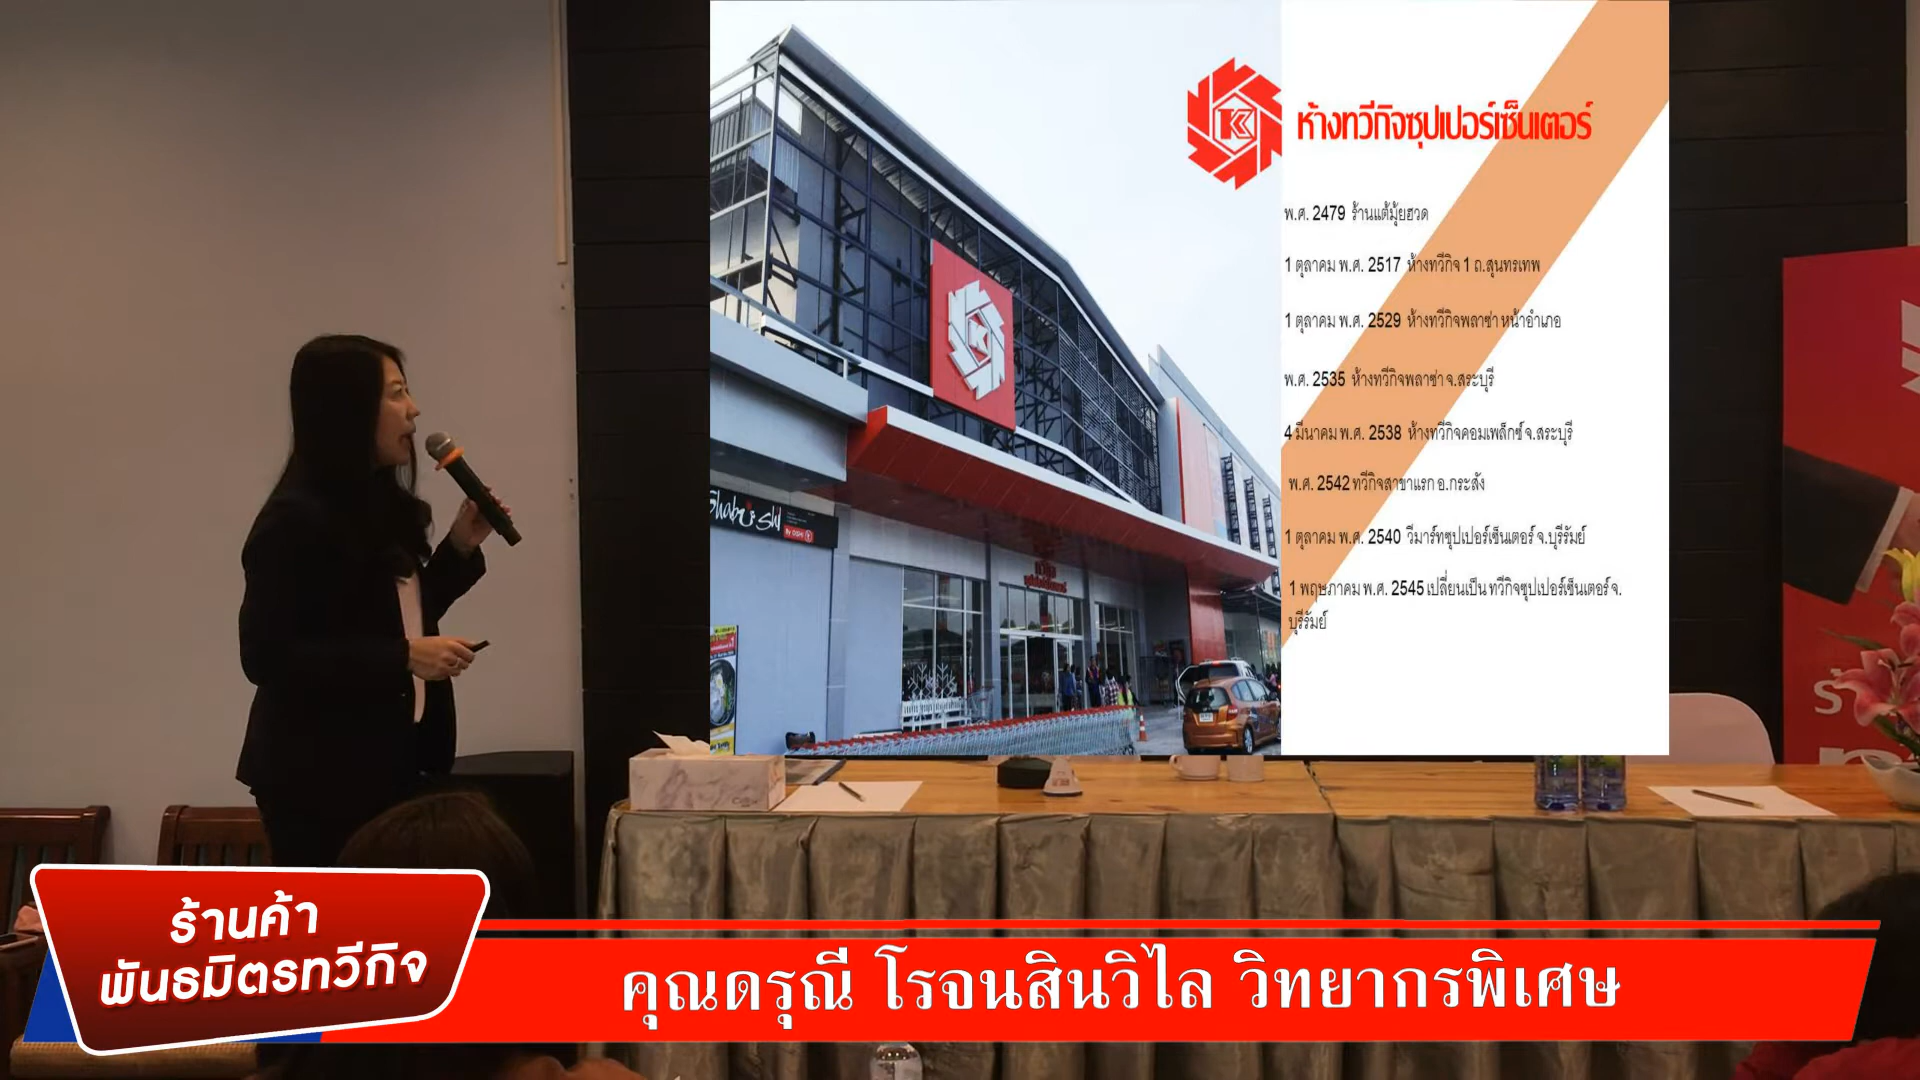 ห้างทวีกิจซุปเปอร์เซ็นเตอร์
พ.ศ. 2479 ร้านแต้มุ้ยฮวด
1 ตุลาคม พ.ศ. 2517 ห้างทวีกิจ 1 ถ.สุนทรเทพ
1 ตุลาคม พ.ศ. 2529 ห้างทวีกิจพลาซ่า หน้าอำเภอ
พ.ศ. 2535 ห้างทวีกิจพลาซ่า จ.สระบุรี
4 มีนาคม พ.ศ. 2538 ห้างทวีกิจคอมเพล็กซ์ จ.สระบุรี
พ.ศ. 2542 ทวีกิจสาขาแรก อ.กระสัง
1 ตุลาคม พ.ศ. 2540 วีมาร์ทซุปเปอร์เซ็นเตอร์ จ.บุรีรัมย์
1 พฤษภาคม พ.ศ. 2545 เปลี่ยนเป็น ทวีกิจซุปเปอร์เซ็นเตอร์ จ.
บุรีรัมย์
Shabushi
By OISHI
ร้านค้า
พันธมิตรทวีกิจ
คุณดรุณี โรจนสินวิไล วิทยากรพิเศษ